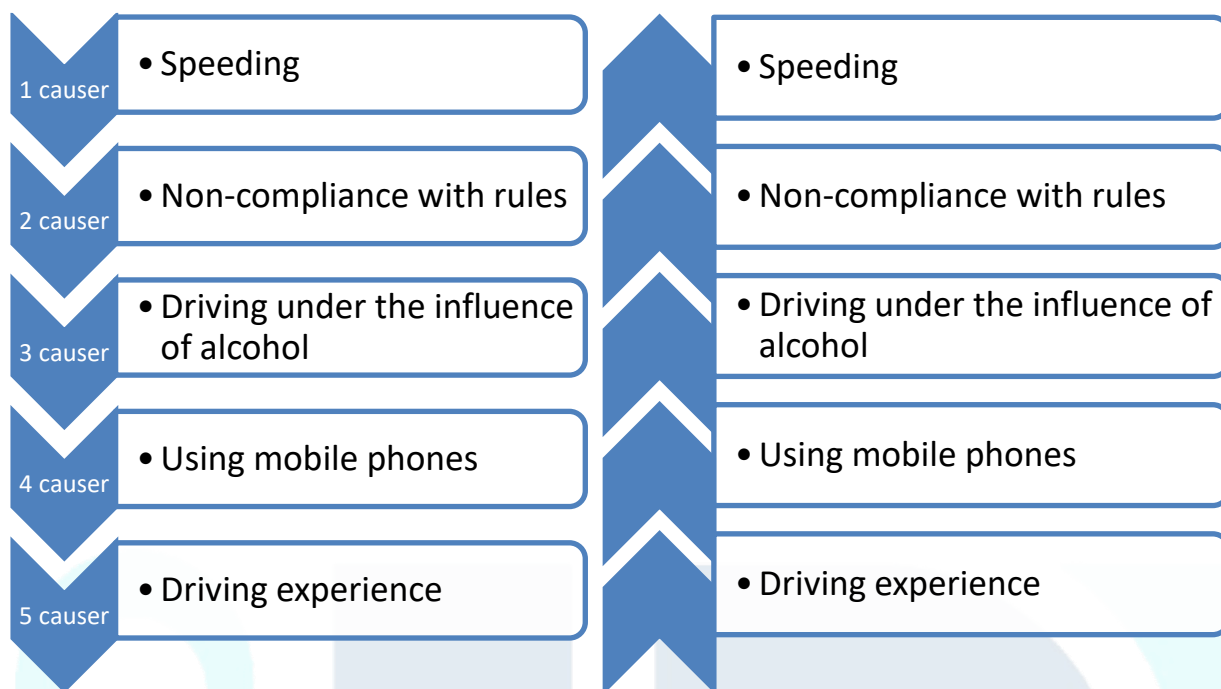 1 causer
• Speeding
2 causer
• Non-compliance with rules
3 causer
• Driving under the influence
of alcohol
4 causer
• Using mobile phones
5 causer
• Driving experience
• Speeding
• Non-compliance with rules
• Driving under the influence of
alcohol
• Using mobile phones
• Driving experience